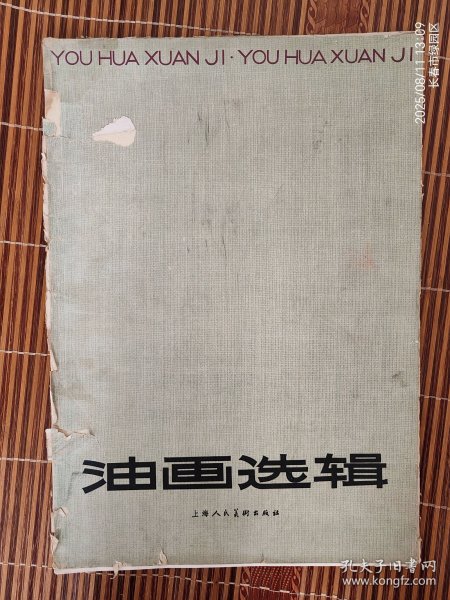 YOU HUA XUAN JI · YOU HUA XUAN JI
油画选辑
上海人民美術出版社
2025/08/11 13:09
长春市绿园区
孔夫子旧书网
www.kongfz.com